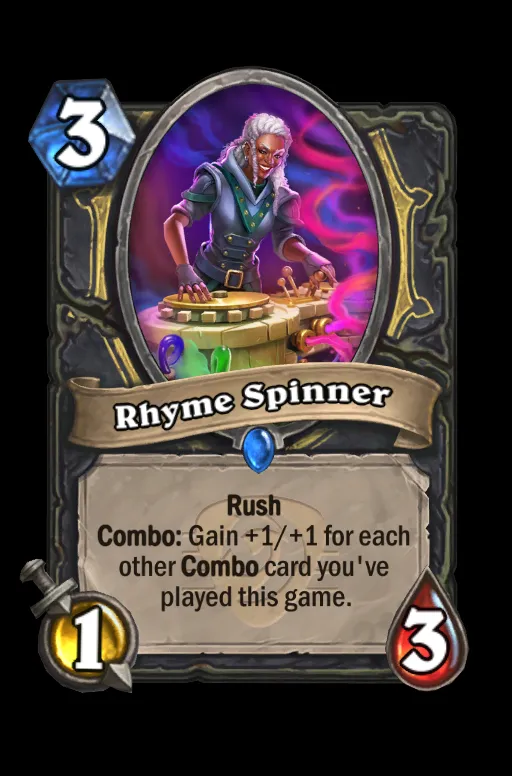 3
Rhyme Spinner
Rush
Combo: Gain +1/+1 for each
other Combo card you've
played this game.
1
3